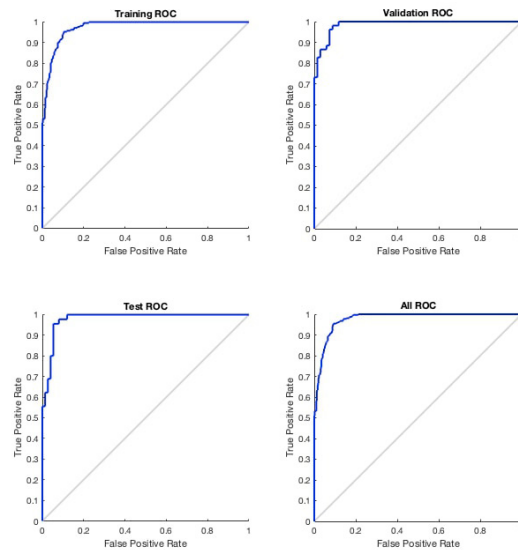 Training ROC
1
0.9
0.8
0.7
0.6
0.5
0.4
0.3
0.2
0.1
0
True Positive Rate
0 0.2 0.4 0.6 0.8 1
False Positive Rate
Validation ROC
1
0.9
0.8
0.7
0.6
0.5
0.4
0.3
0.2
0.1
0
True Positive Rate
0 0.2 0.4 0.6 0.8
False Positive Rate
Test ROC
1
0.9
0.8
0.7
0.6
0.5
0.4
0.3
0.2
0.1
0
True Positive Rate
0 0.2 0.4 0.6 0.8 1
False Positive Rate
All ROC
1
0.9
0.8
0.7
0.6
0.5
0.4
0.3
0.2
0.1
0
True Positive Rate
0 0.2 0.4 0.6 0.8
False Positive Rate